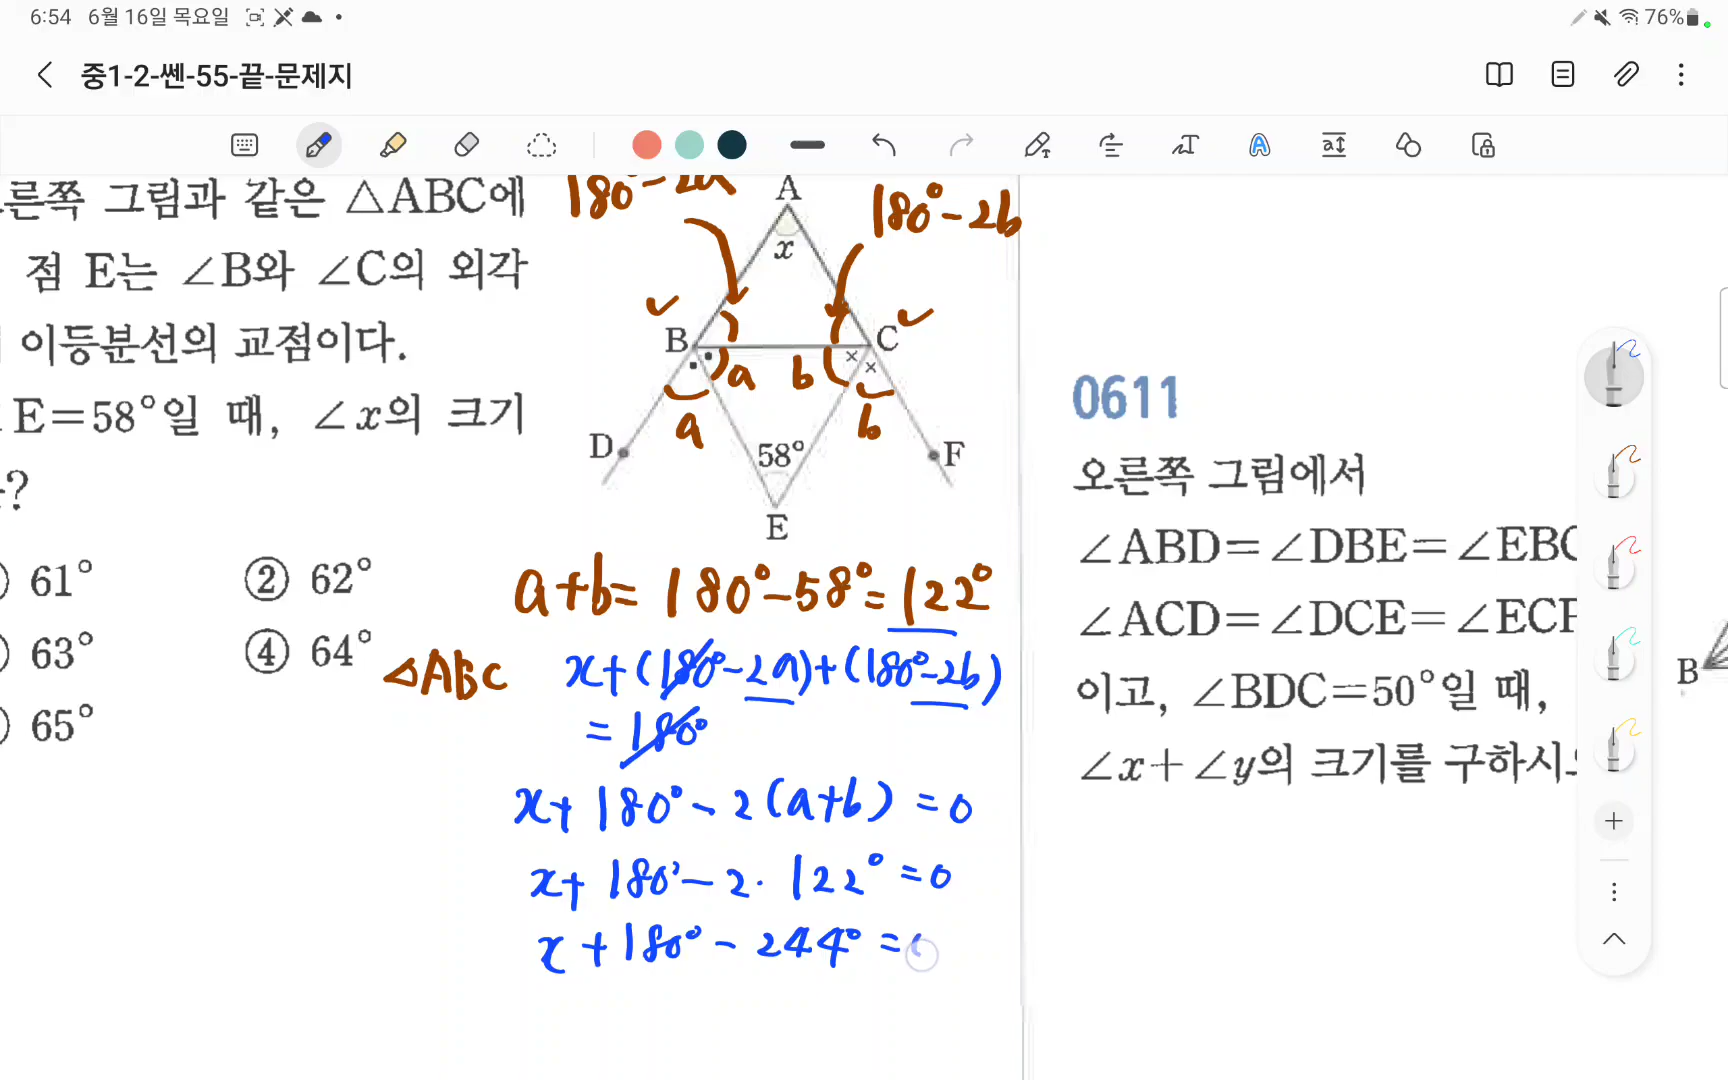 6:54 6월 16일 목요일
76%
중1-2-쎈-55-끝-문제지
른쪽 그림과 같은 △ABC에
점 E는 ∠B와 ∠C의 외각
이등분선의 교점이다.
E=58°일 때, ∠x의 크기
?
61° ② 62°
63° ④ 64°
65°
180°-2a
180°-2b
A
x
B
C
a
b
a
b
D
58°
F
E
a+b= 180°-58°=122°
△ABC
x+(180°-2a)+(180°-2b)
= 180°
x+180°-2(a+b)=0
x+180°-2·122°=0
x+180°-244°=
0611
오른쪽 그림에서
∠ABD=∠DBE=∠EBC
∠ACD=∠DCE=∠ECF
이고, ∠BDC=50°일 때,
∠x+∠y의 크기를 구하시
B